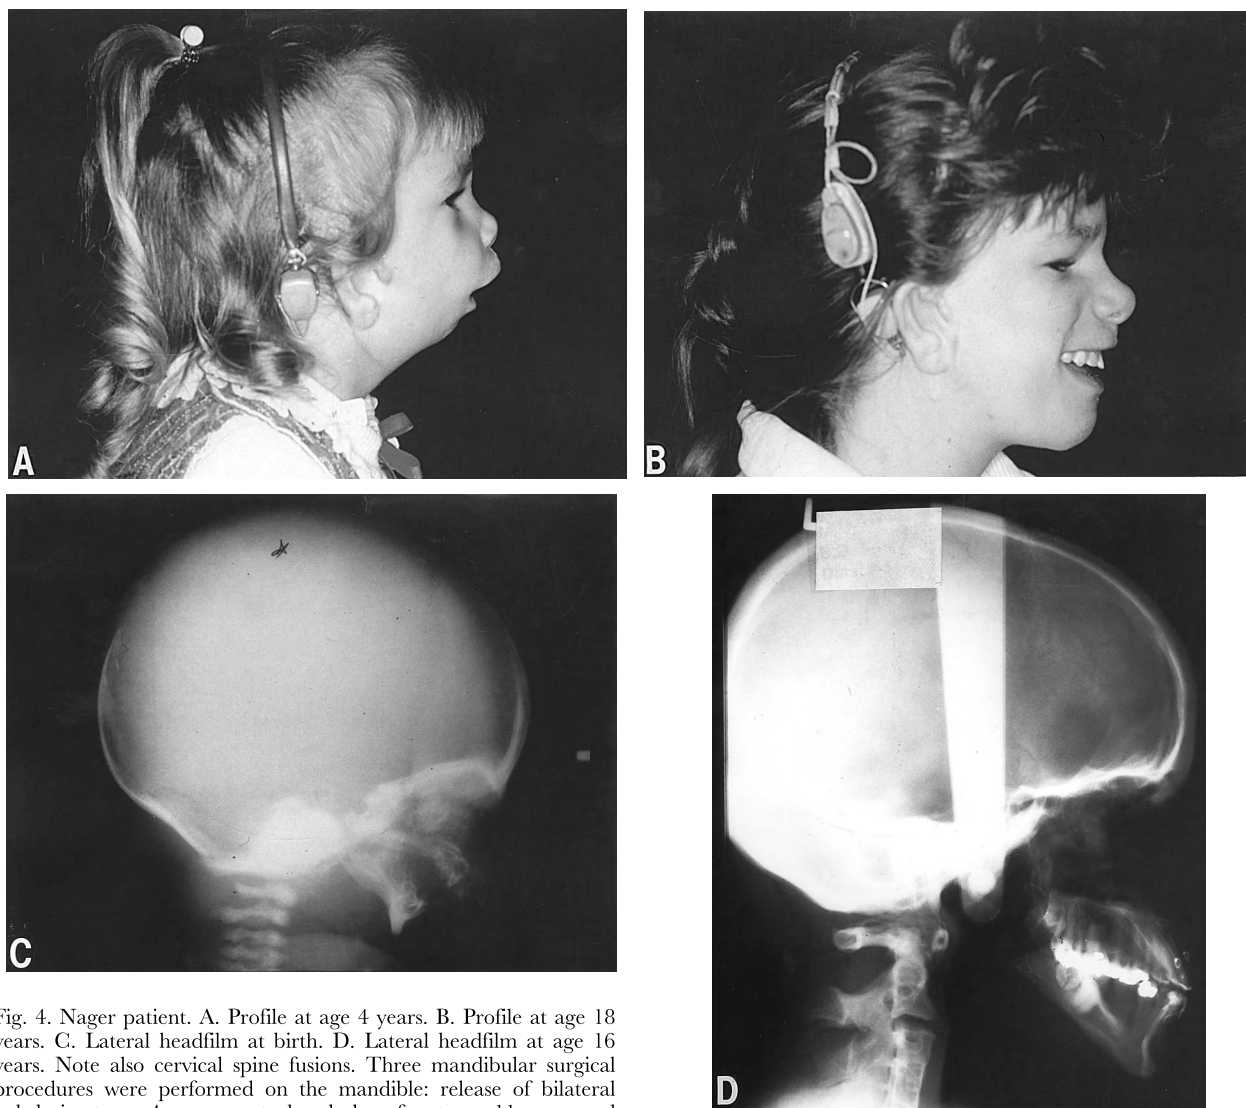 A
B
C
D
Fig. 4. Nager patient. A. Profile at age 4 years. B. Profile at age 18
years. C. Lateral headfilm at birth. D. Lateral headfilm at age 16
years. Note also cervical spine fusions. Three mandibular surgical
procedures were performed on the mandible: release of bilateral